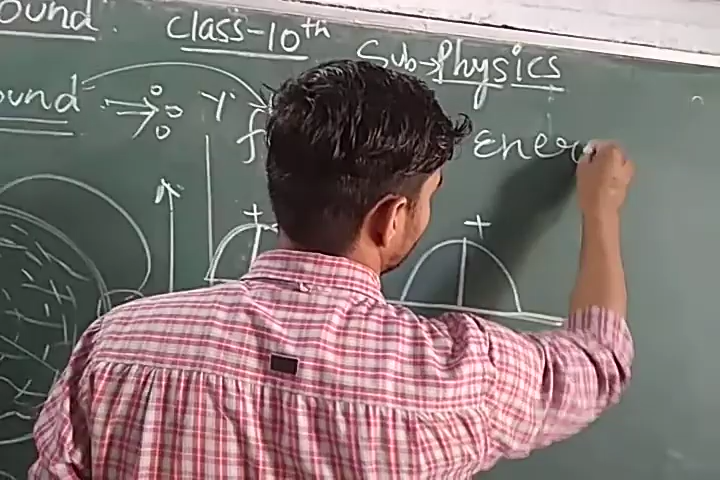 ound. Class-10th Sub→Physics
ound
Y
f Ener
+ +